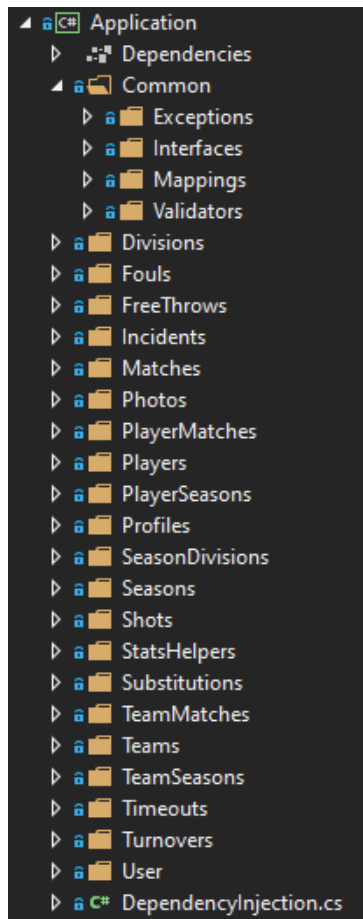 C# Application
Dependencies
Common
Exceptions
Interfaces
Mappings
Validators
Divisions
Fouls
FreeThrows
Incidents
Matches
Photos
PlayerMatches
Players
PlayerSeasons
Profiles
SeasonDivisions
Seasons
Shots
StatsHelpers
Substitutions
TeamMatches
Teams
TeamSeasons
Timeouts
Turnovers
User
C# DependencyInjection.cs